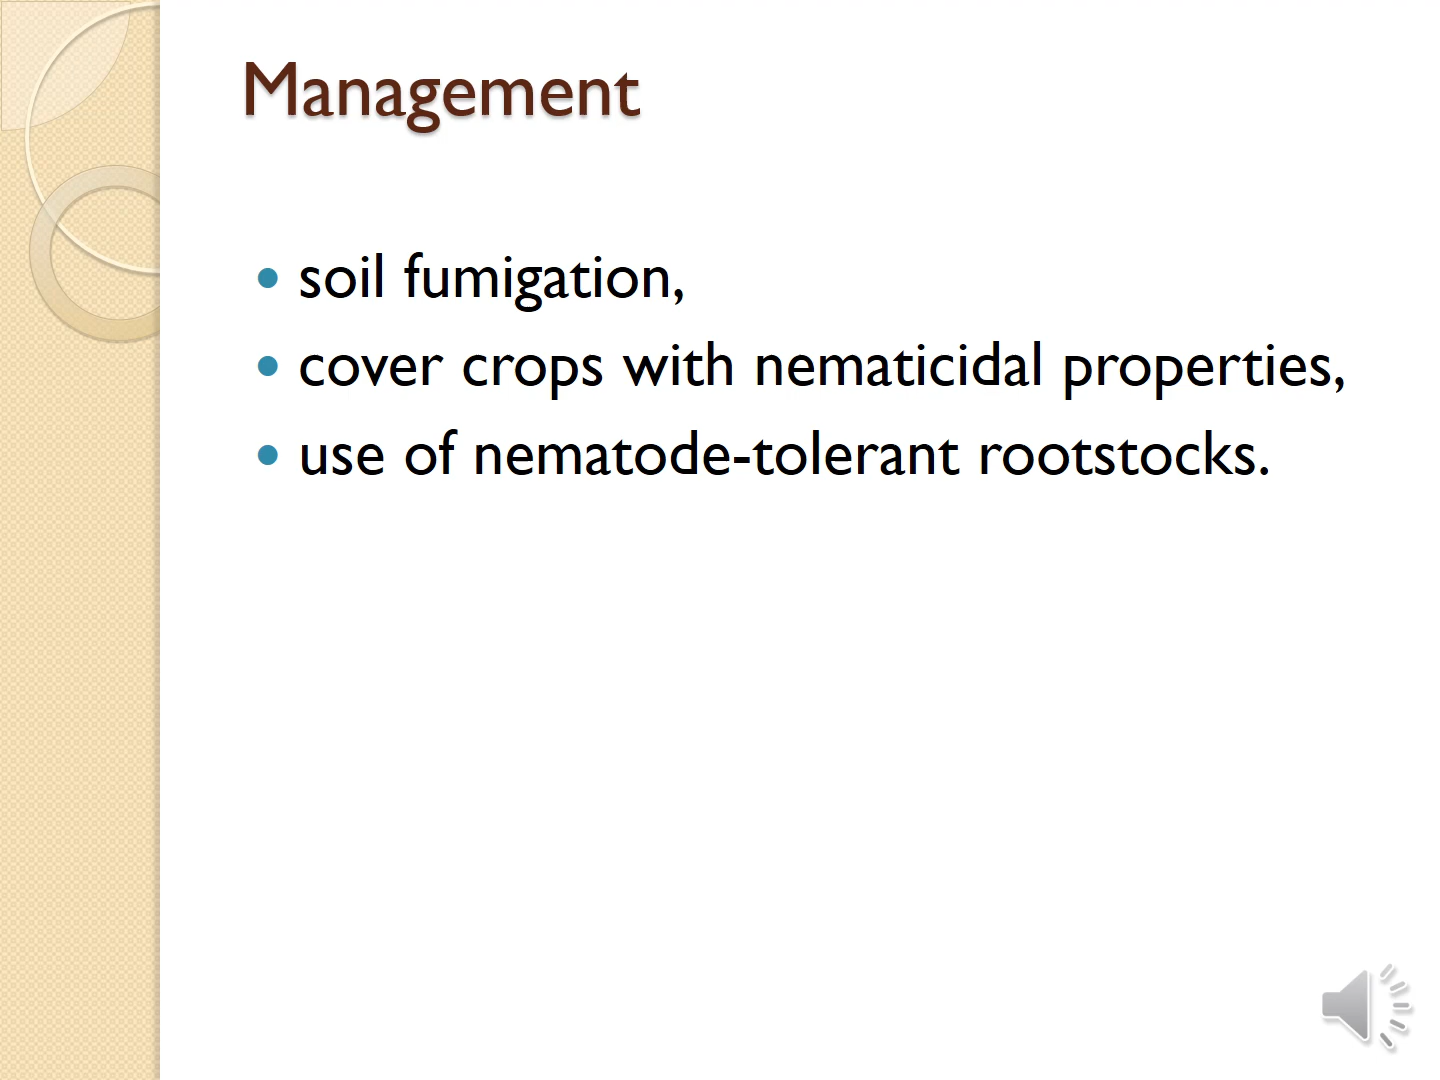 Management
soil fumigation,
cover crops with nematicidal properties,
use of nematode-tolerant rootstocks.